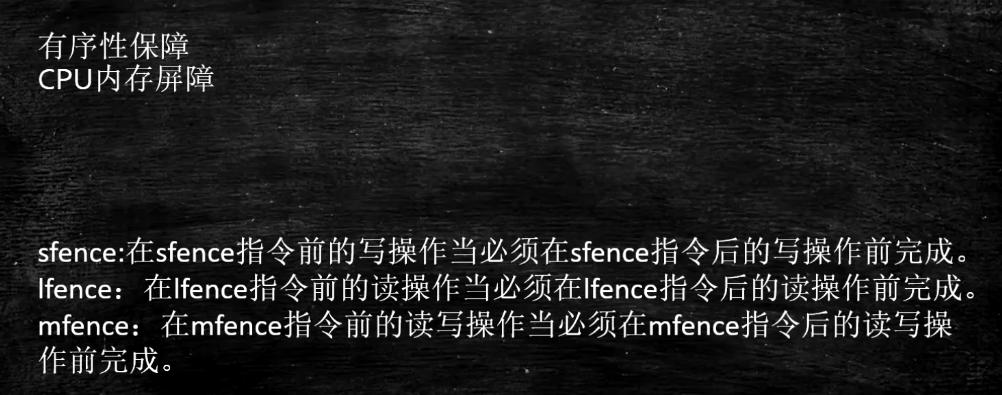 有序性保障
CPU内存屏障
sfence:在sfence指令前的写操作当必须在sfence指令后的写操作前完成。
lfence：在lfence指令前的读操作当必须在lfence指令后的读操作前完成。
mfence：在mfence指令前的读写操作当必须在mfence指令后的读写操
作前完成。